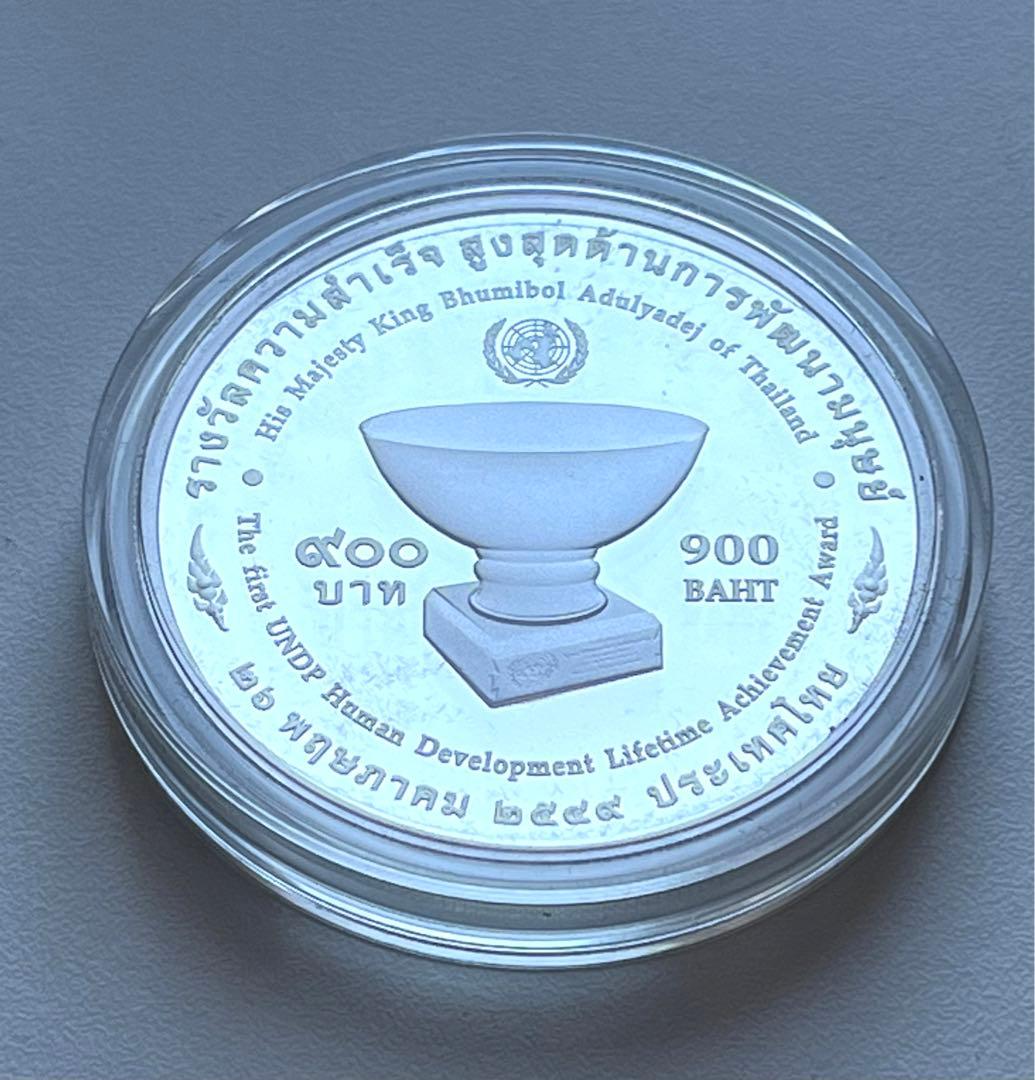 รางวัลความสำเร็จ สูงสุดด้านการพัฒนามนุษย์
His Majesty King Bhumibol Adulyadej of Thailand
๙๐๐
บาท
900
BAHT
The first UNDP Human Development Lifetime Achievement Award
๒๖ พฤษภาคม ๒๕๔๙ ประเทศไทย